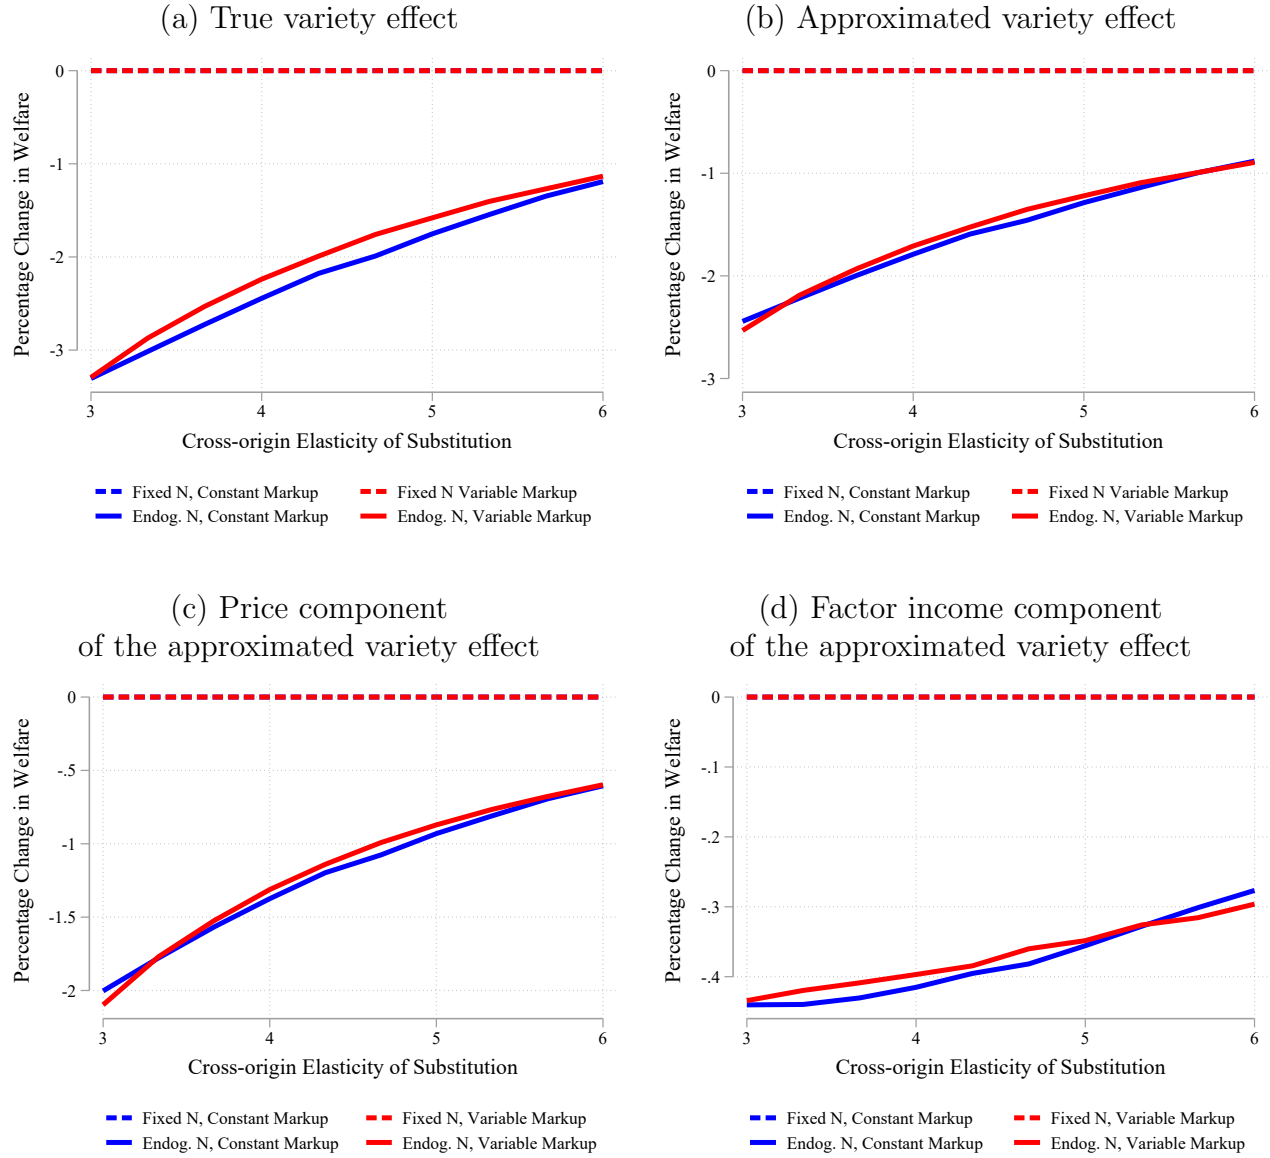 (a) True variety effect
Percentage Change in Welfare
0
-1
-2
-3
3 4 5 6
Cross-origin Elasticity of Substitution
Fixed N, Constant Markup Fixed N Variable Markup
Endog. N, Constant Markup Endog. N, Variable Markup
(b) Approximated variety effect
Percentage Change in Welfare
0
-1
-2
-3
3 4 5 6
Cross-origin Elasticity of Substitution
Fixed N, Constant Markup Fixed N Variable Markup
Endog. N, Constant Markup Endog. N, Variable Markup
(c) Price component
of the approximated variety effect
Percentage Change in Welfare
0
-.5
-1
-1.5
-2
3 4 5 6
Cross-origin Elasticity of Substitution
Fixed N, Constant Markup Fixed N, Variable Markup
Endog. N, Constant Markup Endog. N, Variable Markup
(d) Factor income component
of the approximated variety effect
Percentage Change in Welfare
0
-.1
-.2
-.3
-.4
3 4 5 6
Cross-origin Elasticity of Substitution
Fixed N, Constant Markup Fixed N, Variable Markup
Endog. N, Constant Markup Endog. N, Variable Markup